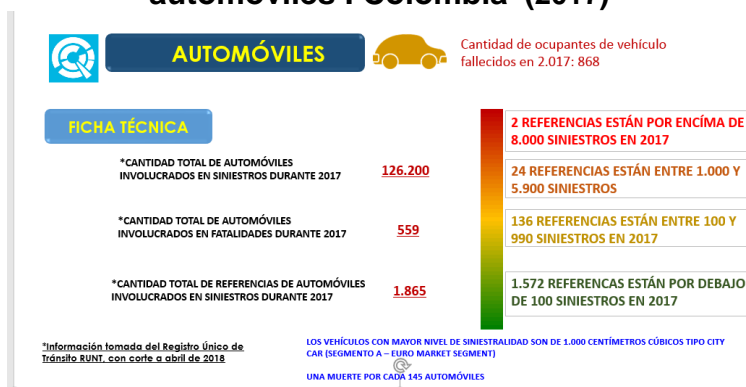 automóviles : Colombia (2017)
AUTOMÓVILES
Cantidad de ocupantes de vehículo
fallecidos en 2.017: 868
FICHA TÉCNICA
*CANTIDAD TOTAL DE AUTOMÓVILES
INVOLUCRADOS EN SINIESTROS DURANTE 2017
126.200
*CANTIDAD TOTAL DE AUTOMÓVILES
INVOLUCRADOS EN FATALIDADES DURANTE 2017
559
*CANTIDAD TOTAL DE REFERENCIAS DE AUTOMÓVILES
INVOLUCRADOS EN SINIESTROS DURANTE 2017
1.865
2 REFERENCIAS ESTÁN POR ENCÍMA DE
8.000 SINIESTROS EN 2017
24 REFERENCIAS ESTÁN ENTRE 1.000 Y
5.900 SINIESTROS
136 REFERENCIAS ESTÁN ENTRE 100 Y
990 SINIESTROS EN 2017
1.572 REFERENCAS ESTÁN POR DEBAJO
DE 100 SINIESTROS EN 2017
*Información tomada del Registro Único de
Tránsito RUNT, con corte a abril de 2018
LOS VEHÍCULOS CON MAYOR NIVEL DE SINIESTRALIDAD SON DE 1.000 CENTÍMETROS CÚBICOS TIPO CITY
CAR (SEGMENTO A – EURO MARKET SEGMENT)
UNA MUERTE POR CADA 145 AUTOMÓVILES